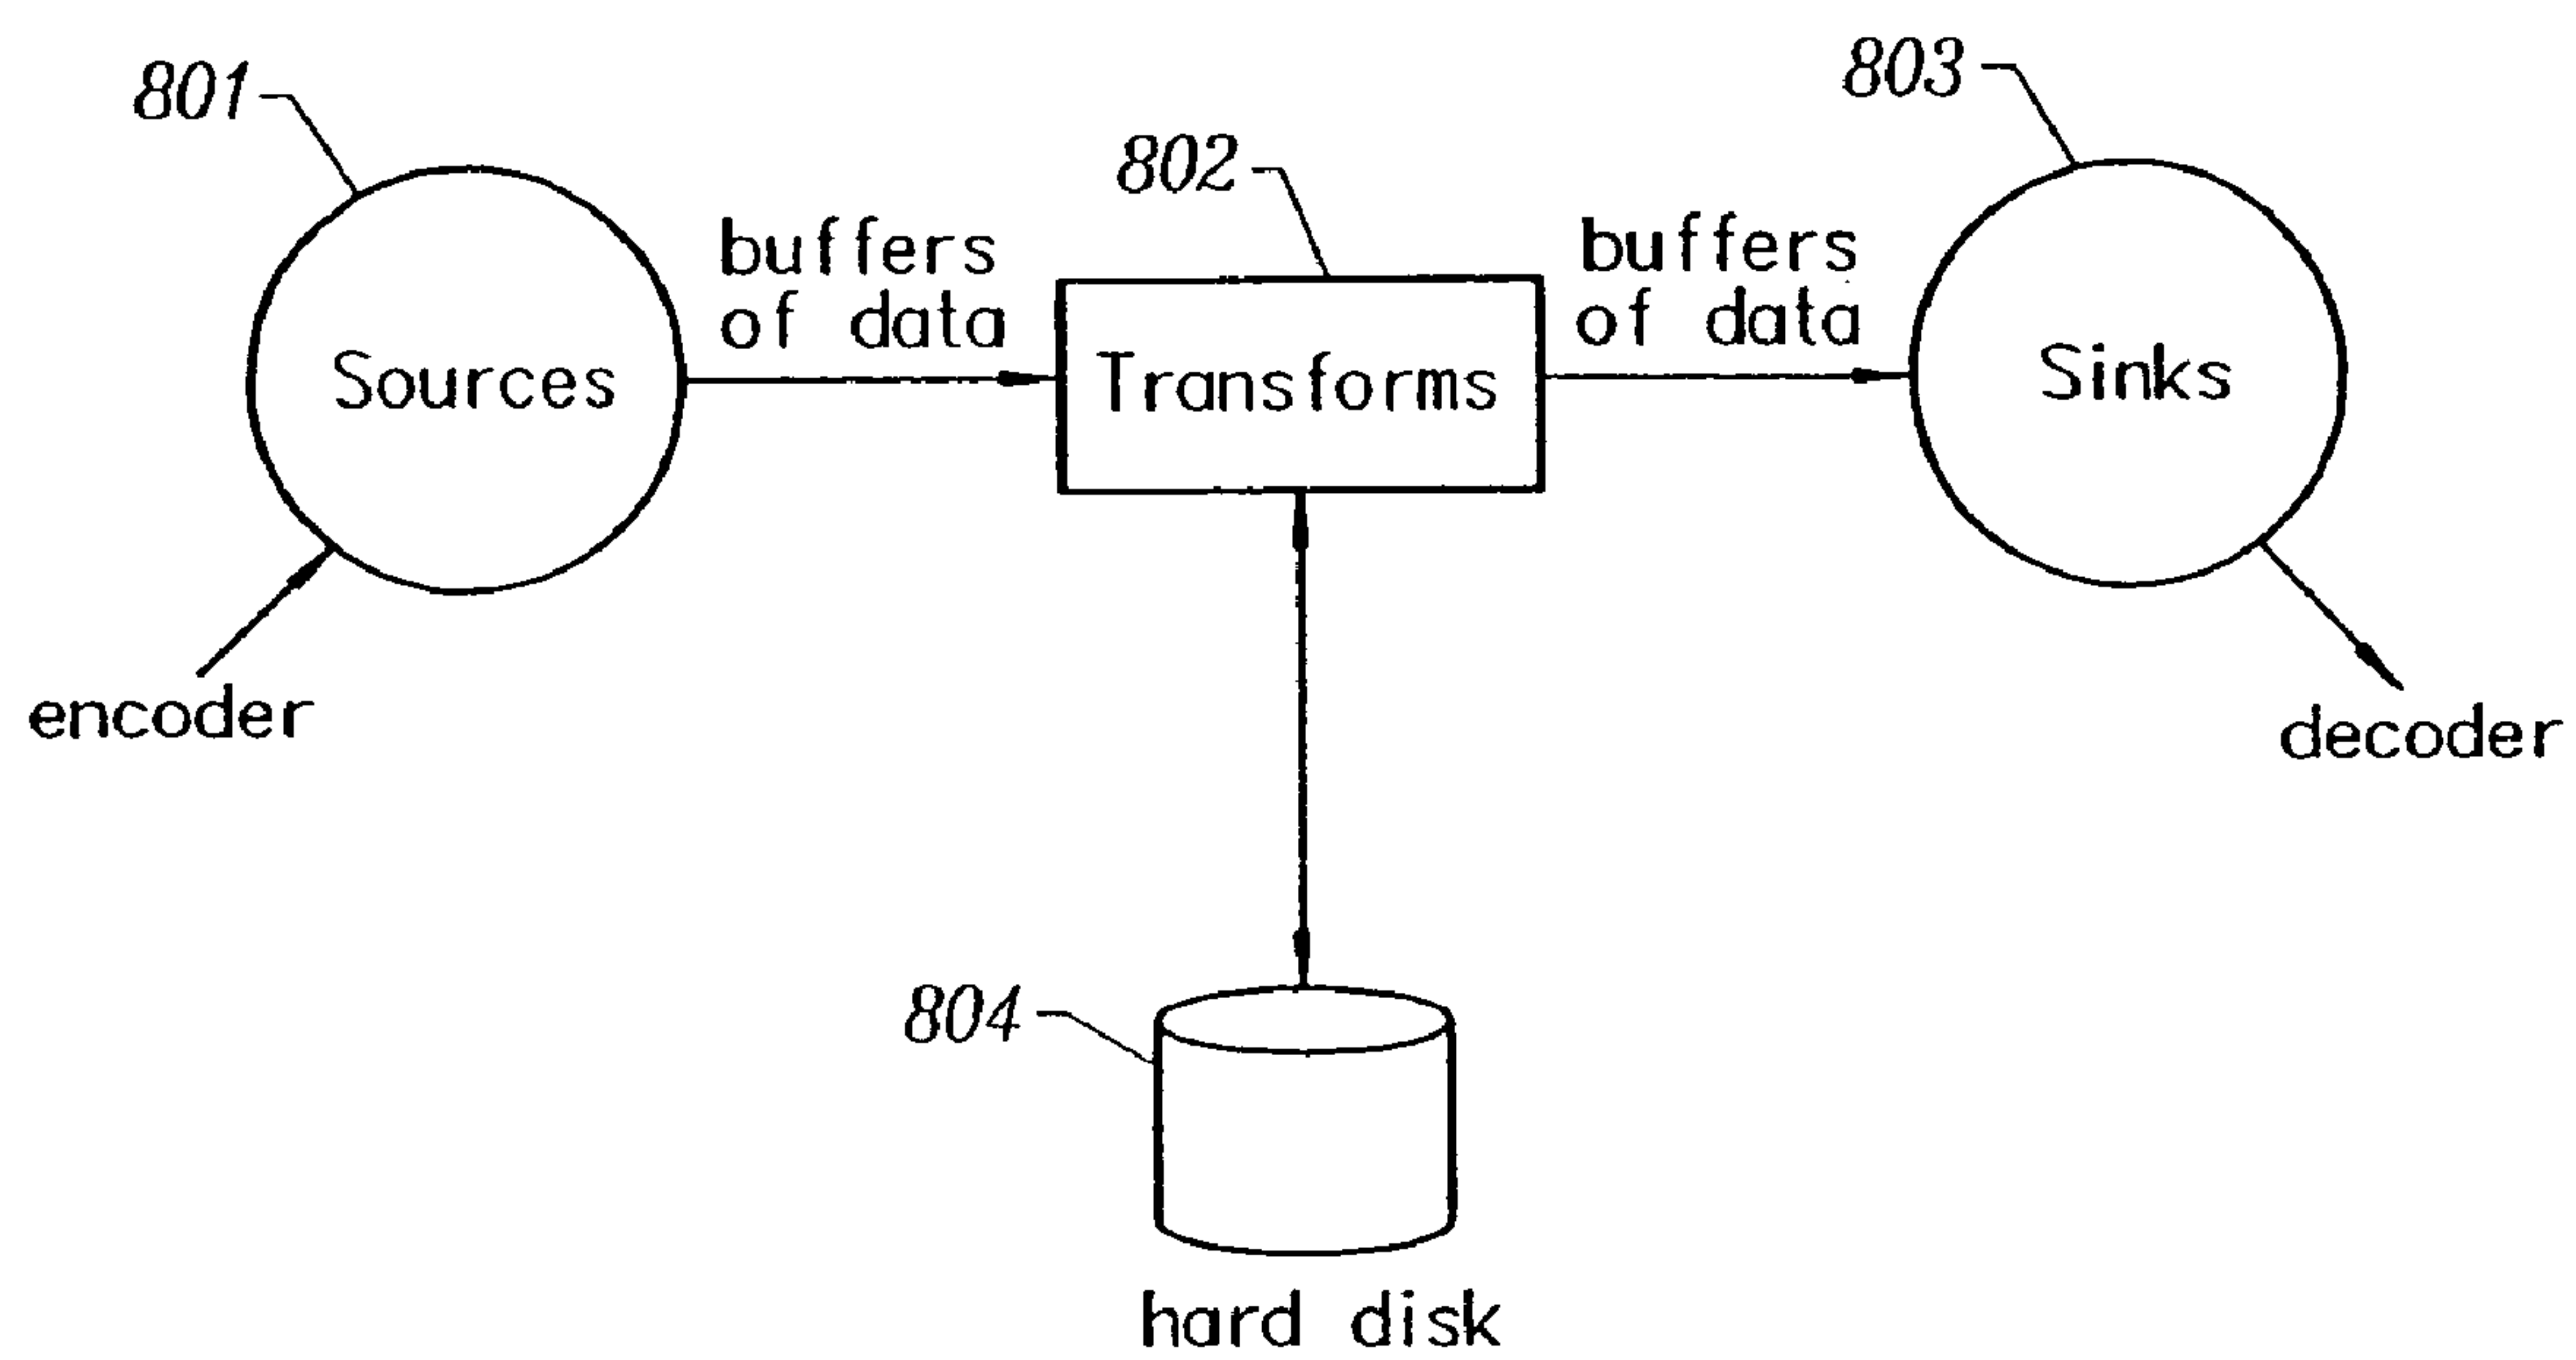 801
802
803
buffers
of data
buffers
of data
Sources
Transforms
Sinks
encoder
decoder
804
hard disk